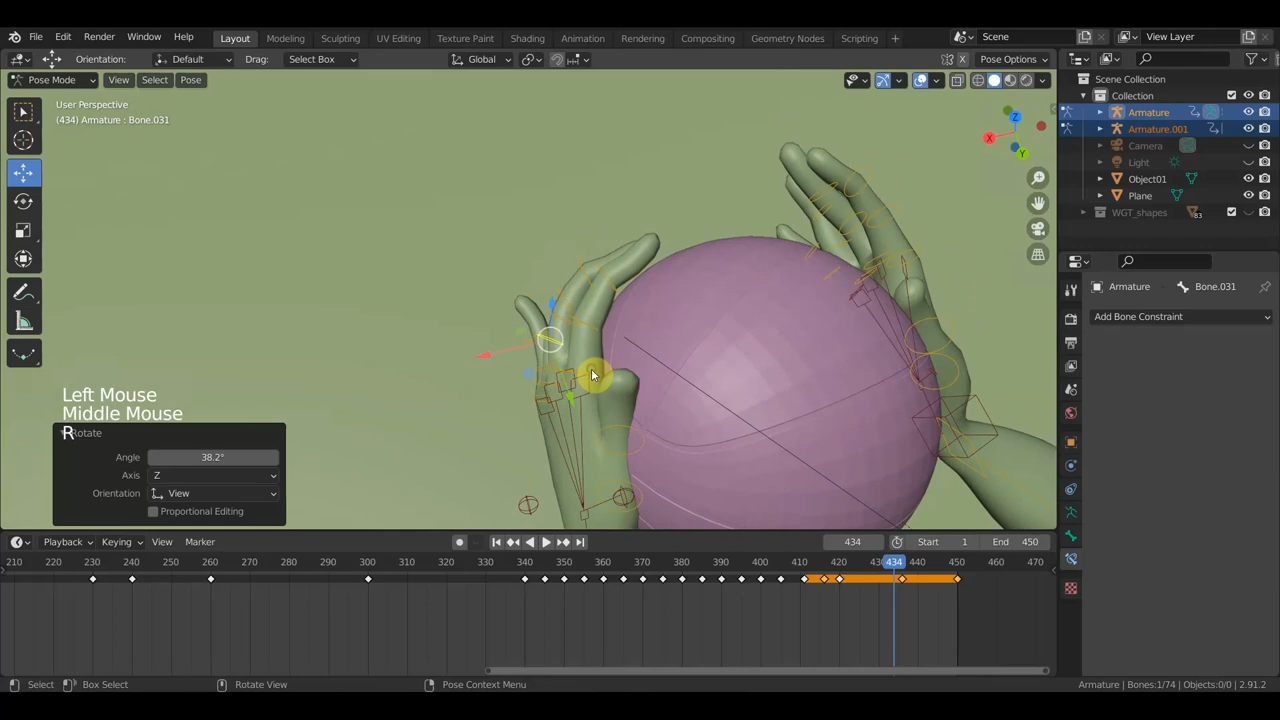 File Edit Render Window Help Layout Modeling Sculpting UV Editing Texture Paint Shading Animation Rendering Compositing Geometry Nodes Scripting + Scene View Layer
Orientation: Default Drag: Select Box Global X Pose Options
Pose Mode View Select Pose
Scene Collection
Collection
Armature
Armature.001
Camera
Light
Object01
Plane
WGT_shapes 83
User Perspective
(434) Armature : Bone.031
Z
X
Y
Left Mouse
Middle Mouse
R
Rotate
Angle 38.2°
Axis Z
Orientation View
Proportional Editing
Armature Bone.031
Add Bone Constraint
Playback Keying View Marker 434 Start 1 End 450
210 220 230 240 250 260 270 280 290 300 310 320 330 340 350 360 370 380 390 400 410 420 434 440 450 460 470
Select Box Select Rotate View Pose Context Menu Armature | Bones:1/74 | Objects:0/0 | 2.91.2